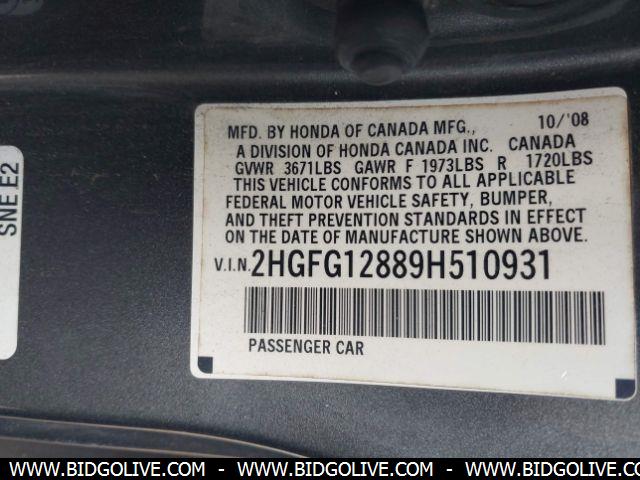 MFD. BY HONDA OF CANADA MFG., 10/'08
A DIVISION OF HONDA CANADA INC. CANADA
GVWR 3671LBS GAWR F 1973LBS R 1720LBS
THIS VEHICLE CONFORMS TO ALL APPLICABLE
FEDERAL MOTOR VEHICLE SAFETY, BUMPER,
AND THEFT PREVENTION STANDARDS IN EFFECT
ON THE DATE OF MANUFACTURE SHOWN ABOVE.
V.I.N. 2HGFG12889H510931
PASSENGER CAR
SNE E2
WWW.BIDGOLIVE.COM - WWW.BIDGOLIVE.COM - WWW.BIDGOLIVE.COM